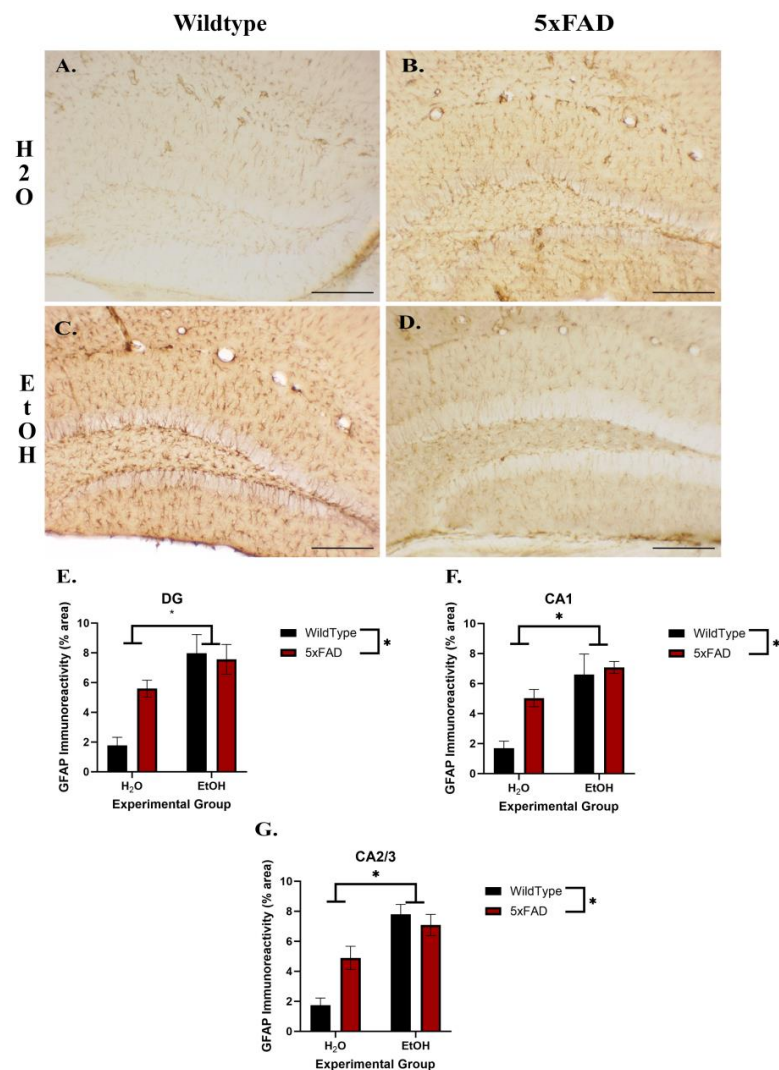 Wildtype 5xFAD
A. B.
H
2
O
C. D.
E
t
O
H
E. F.
DG CA1
* *
WildType *
5xFAD
WildType *
5xFAD
GFAP Immunoreactivity (% area)
10
8
6
4
2
0
H₂O EtOH
Experimental Group
GFAP Immunoreactivity (% area)
10
8
6
4
2
0
H₂O EtOH
Experimental Group
G.
CA2/3
*
WildType *
5xFAD
GFAP Immunoreactivity (% area)
10
8
6
4
2
0
H₂O EtOH
Experimental Group